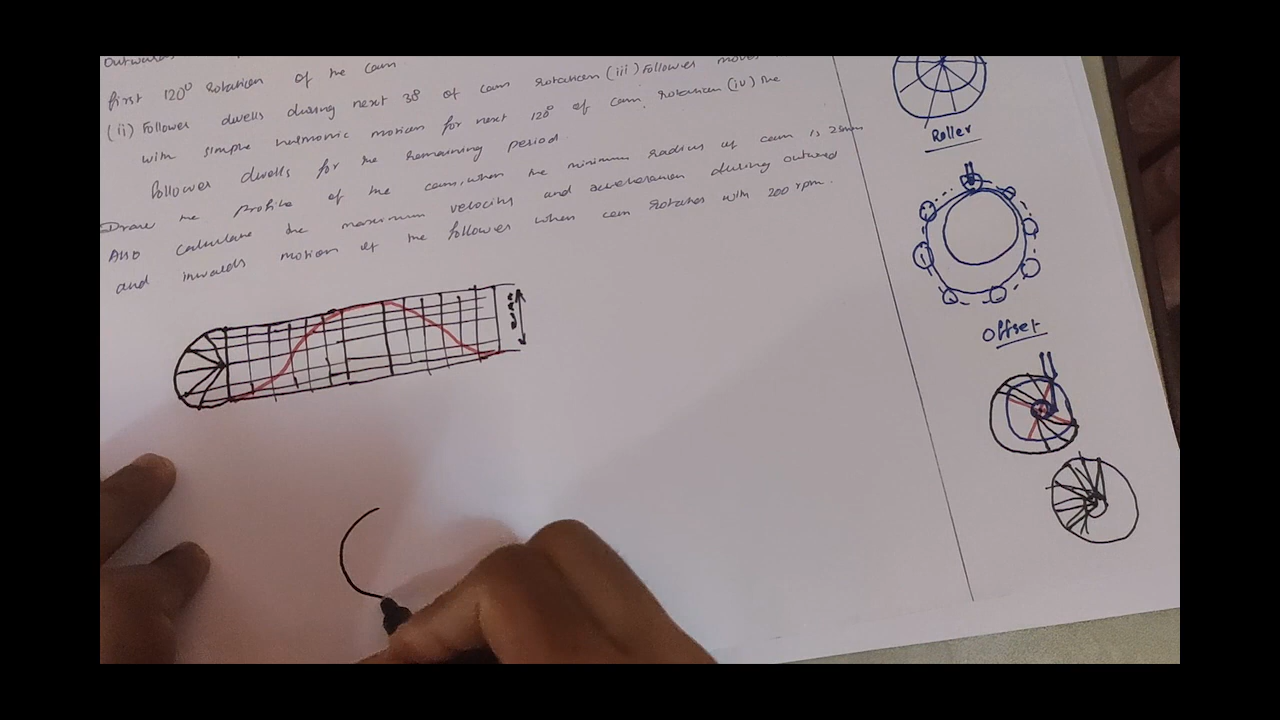 Outwards
first 120° Rotation of the cam.
(ii) Follower dwells during next 30° of cam rotation (iii) Follower moves
with simple harmonic motion for next 120° of cam rotation (iv) The
follower dwells for the remaining period.
Draw the Profile of the cam, when the minimum radius of cam is 25mm
Also calculate the maximum velocity and acceleration during outward
and inwards motion of the follower when cam rotates with 200 rpm.
Roller
Offset